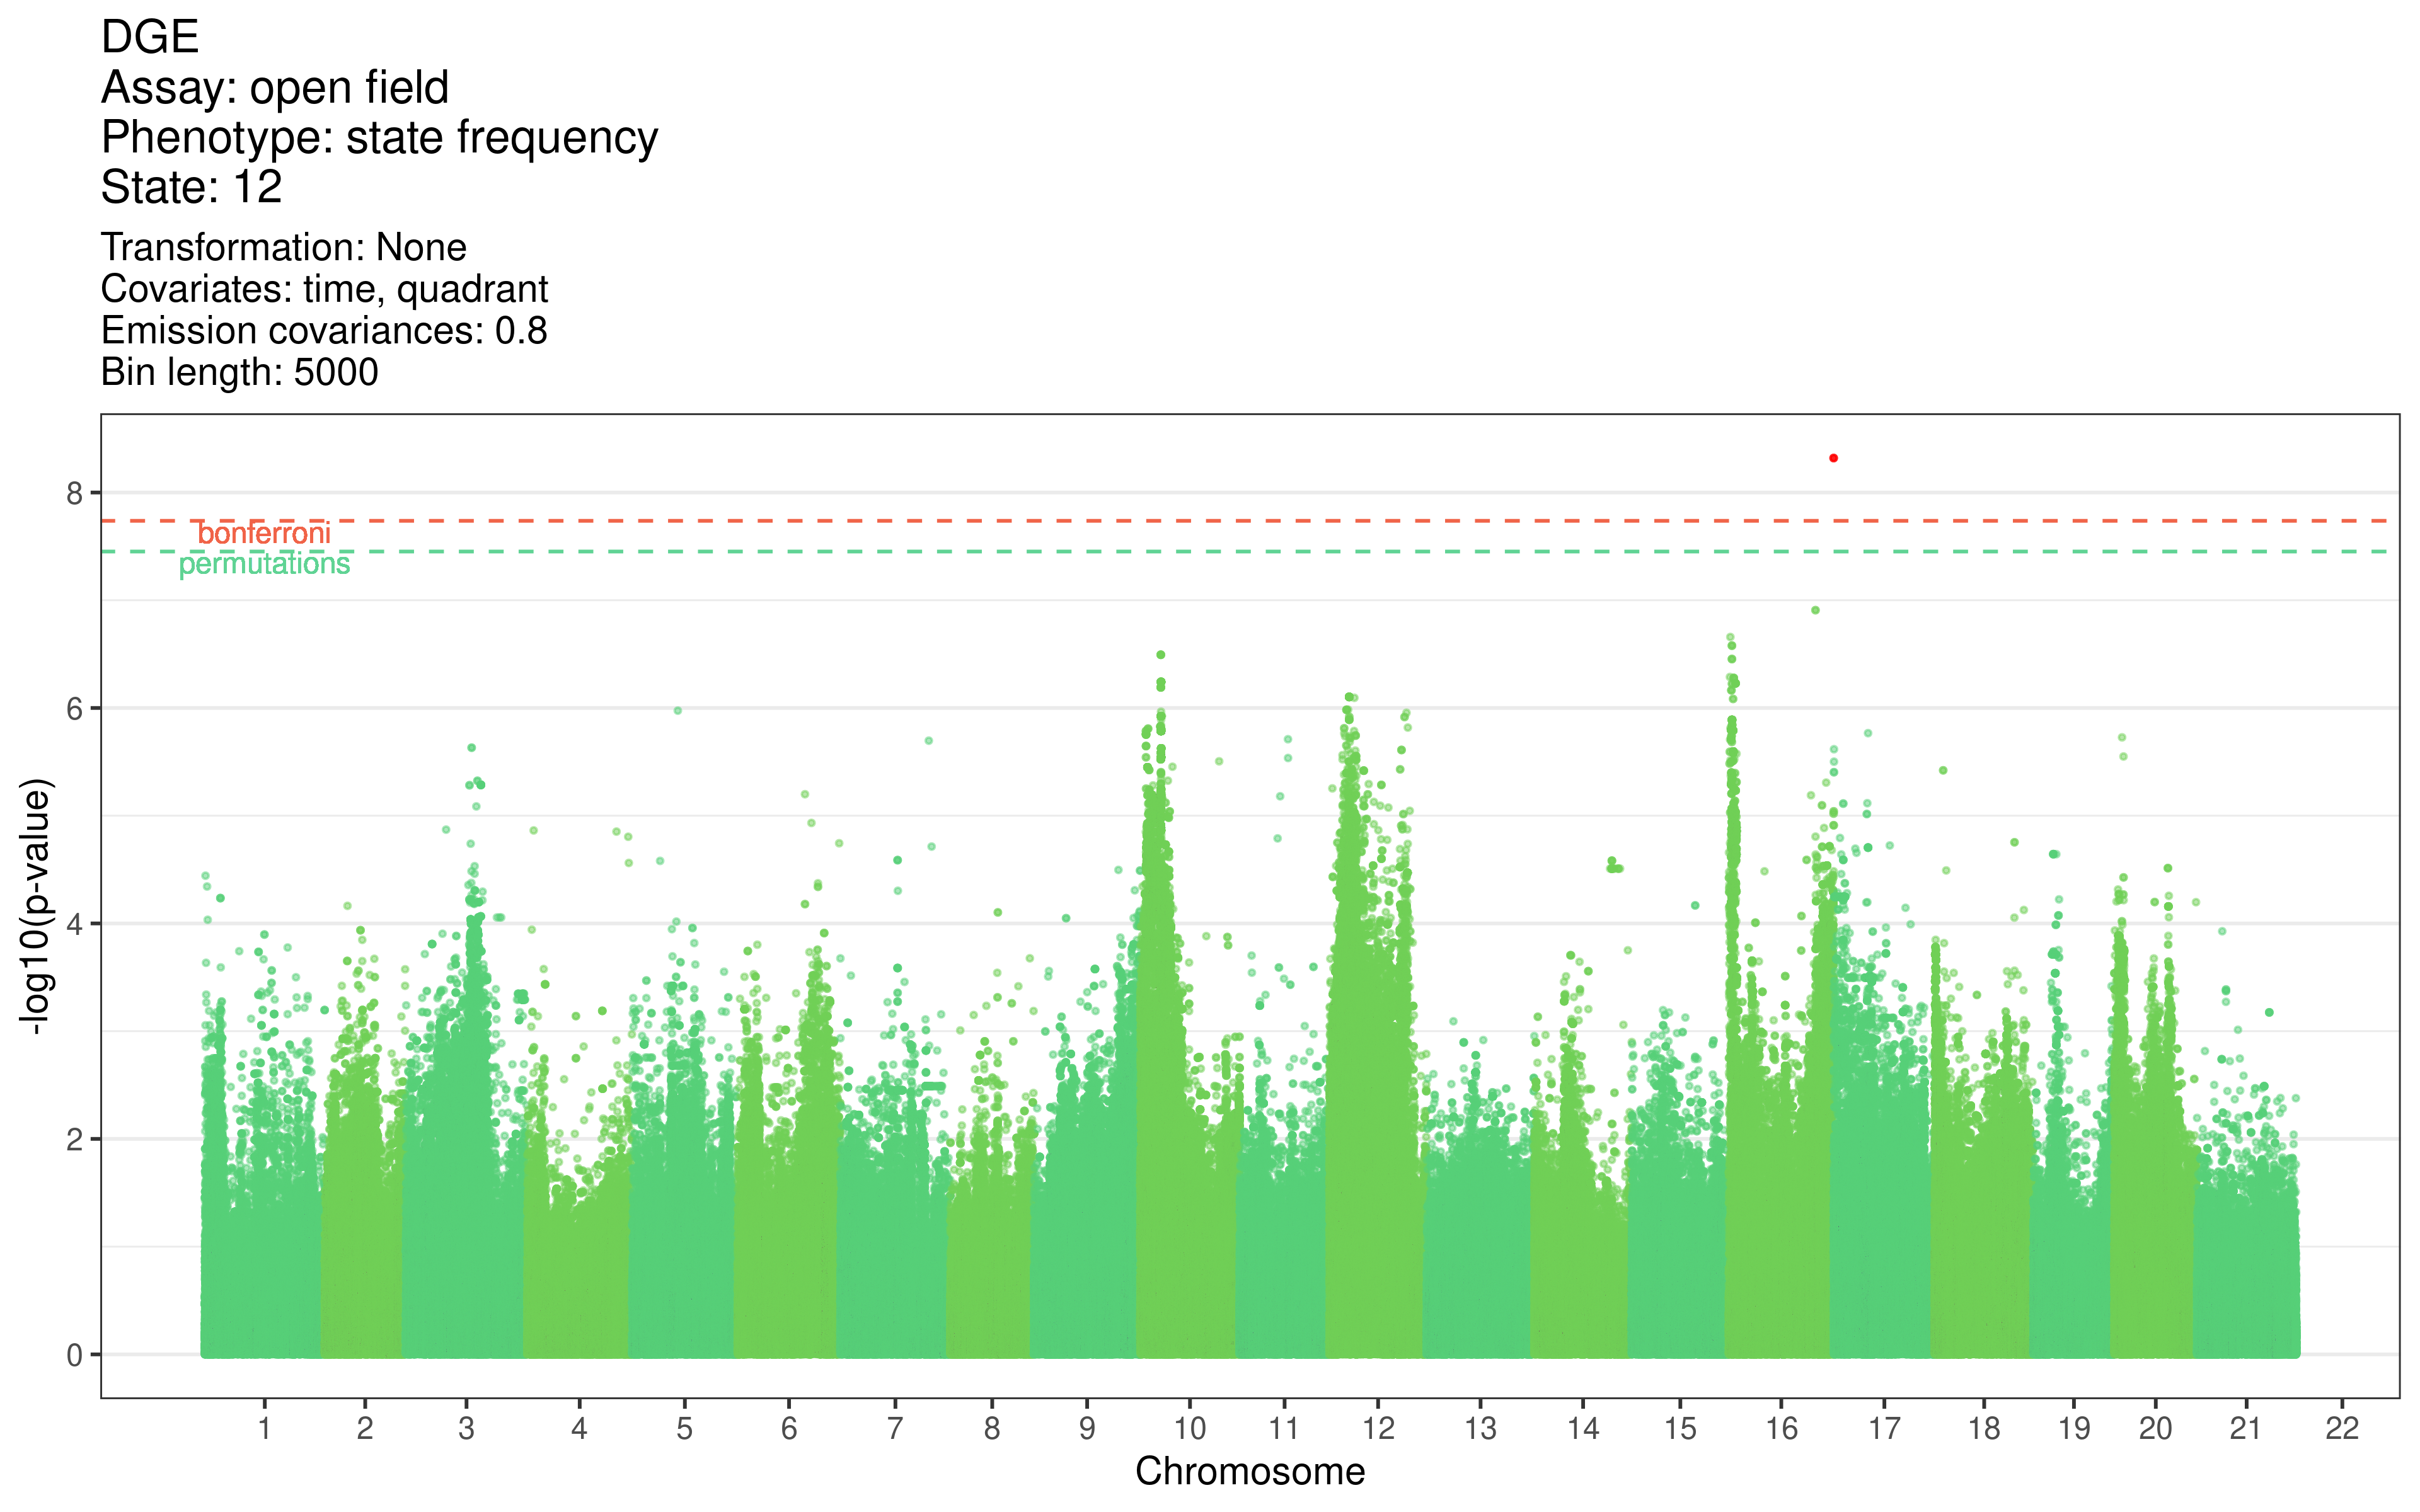 DGE
Assay: open field
Phenotype: state frequency
State: 12
Transformation: None
Covariates: time, quadrant
Emission covariances: 0.8
Bin length: 5000
8
bonferroni
permutations
6
4
2
0
-log10(p-value)
1 2 3 4 5 6 7 8 9 10 11 12 13 14 15 16 17 18 19 20 21 22
Chromosome